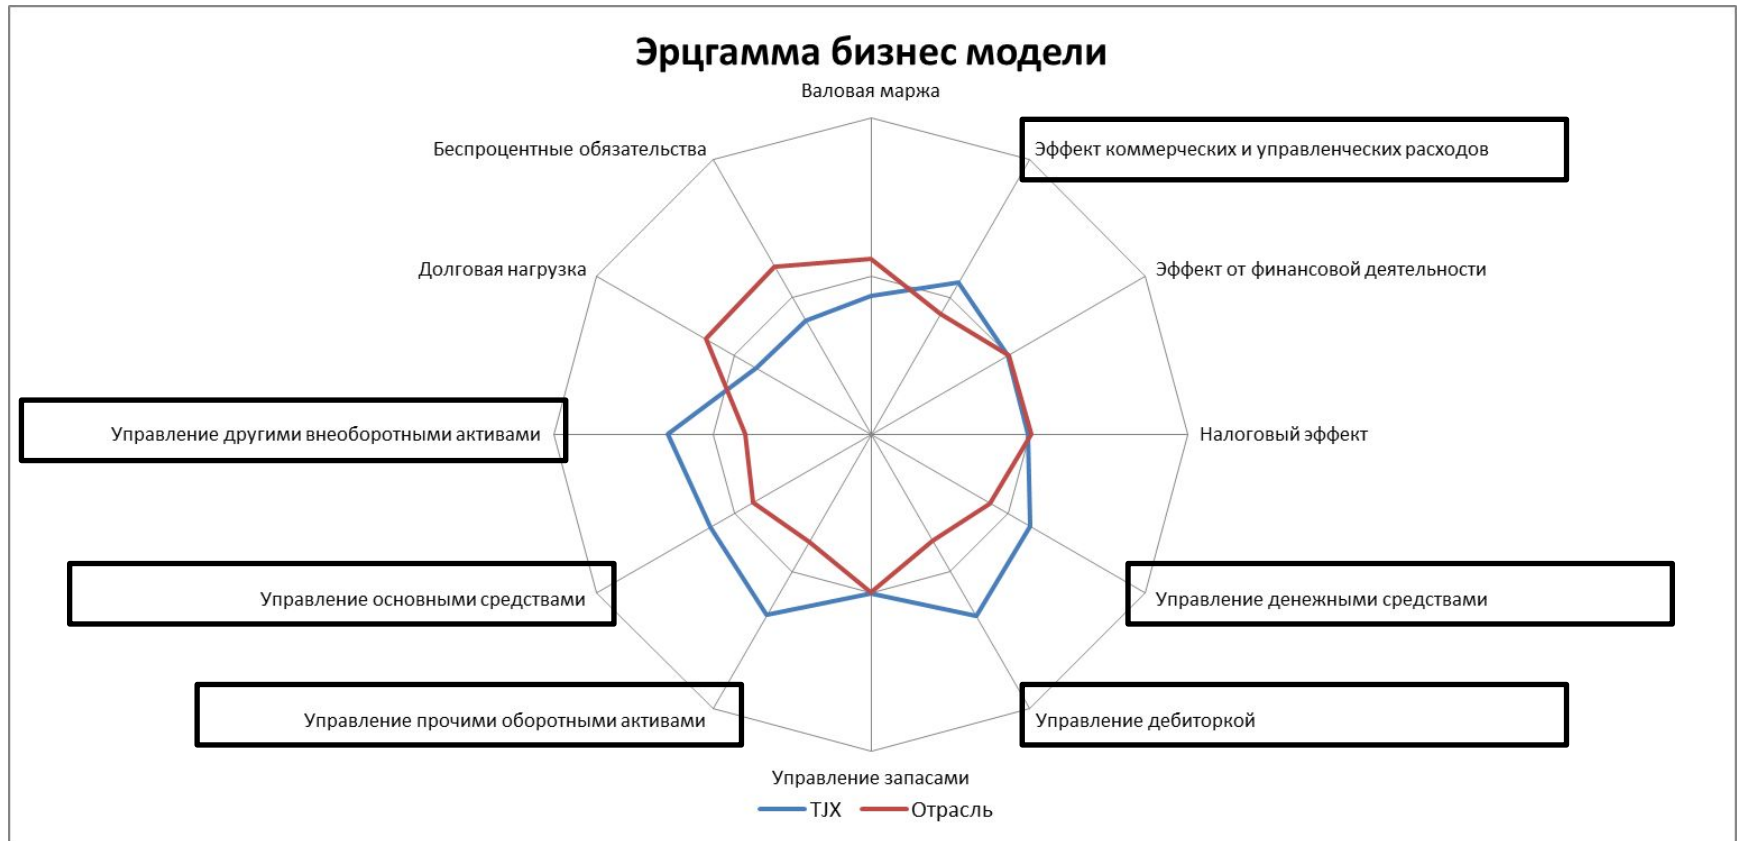 Эрцгамма бизнес модели
Валовая маржа
Беспроцентные обязательства
Эффект коммерческих и управленческих расходов
Долговая нагрузка
Эффект от финансовой деятельности
Управление другими внеоборотными активами
Налоговый эффект
Управление основными средствами
Управление денежными средствами
Управление прочими оборотными активами
Управление дебиторкой
Управление запасами
TJX
Отрасль